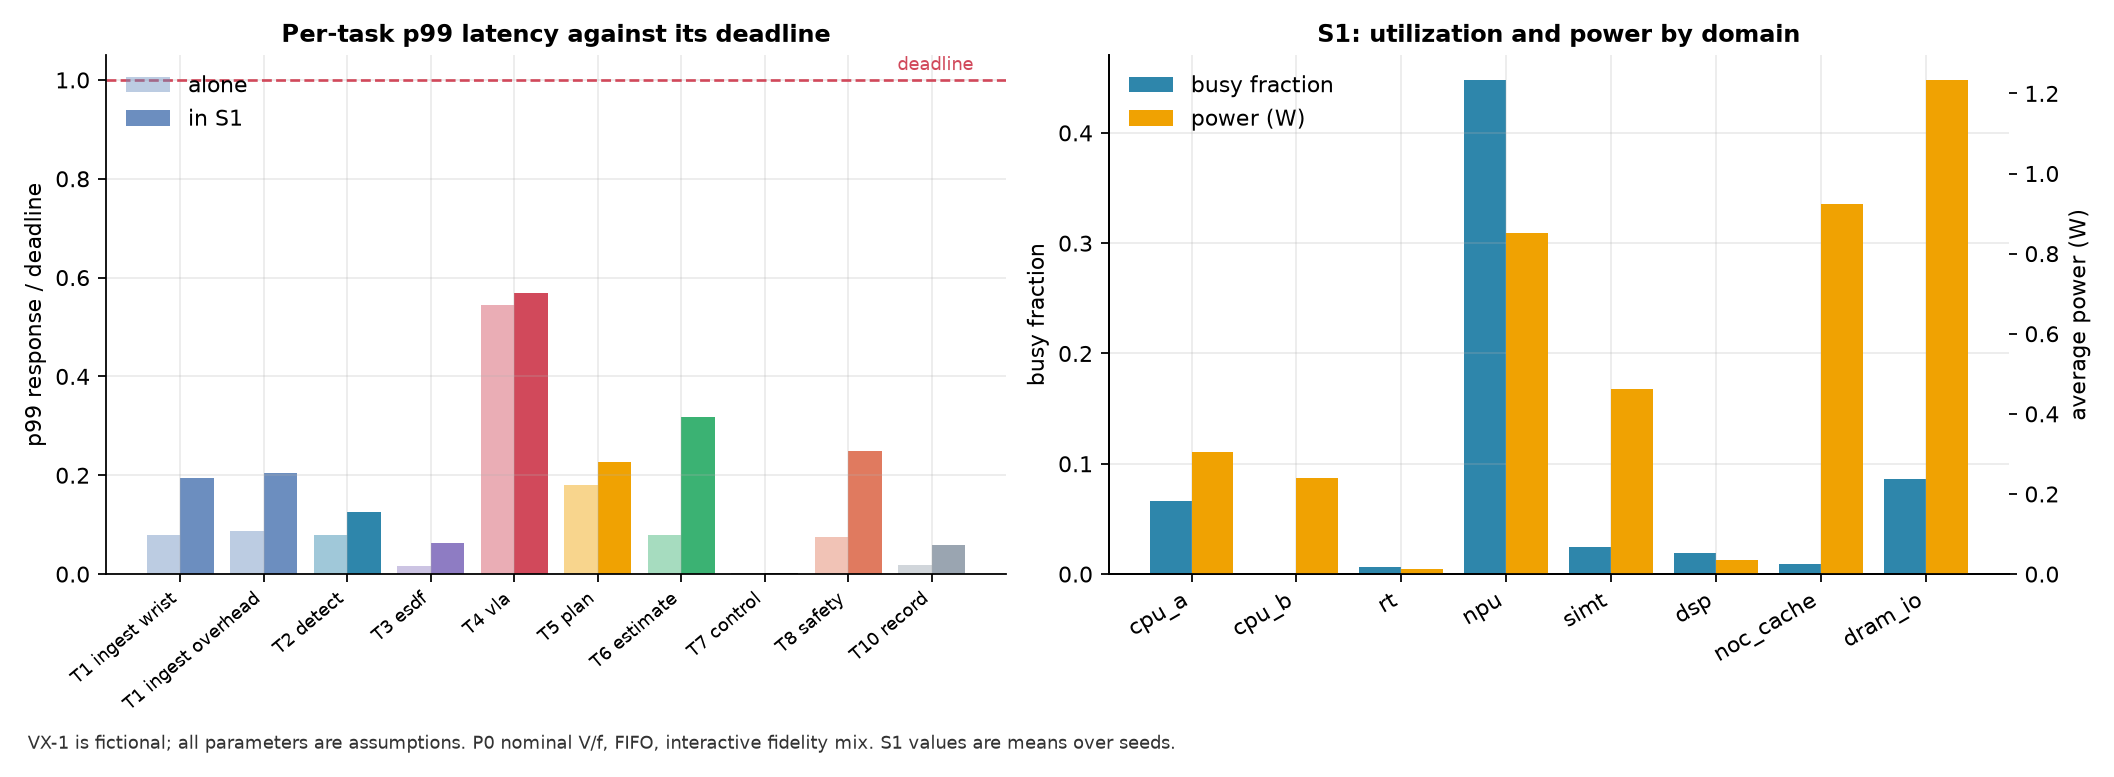 Per-task p99 latency against its deadline
deadline
alone
in S1
p99 response / deadline
1.0
0.8
0.6
0.4
0.2
0.0
T1 ingest wrist
T1 ingest overhead
T2 detect
T3 esdf
T4 vla
T5 plan
T6 estimate
T7 control
T8 safety
T10 record
S1: utilization and power by domain
busy fraction
power (W)
busy fraction
0.4
0.3
0.2
0.1
0.0
average power (W)
1.2
1.0
0.8
0.6
0.4
0.2
0.0
cpu_a
cpu_b
rt
npu
simt
dsp
noc_cache
dram_io
VX-1 is fictional; all parameters are assumptions. P0 nominal V/f, FIFO, interactive fidelity mix. S1 values are means over seeds.